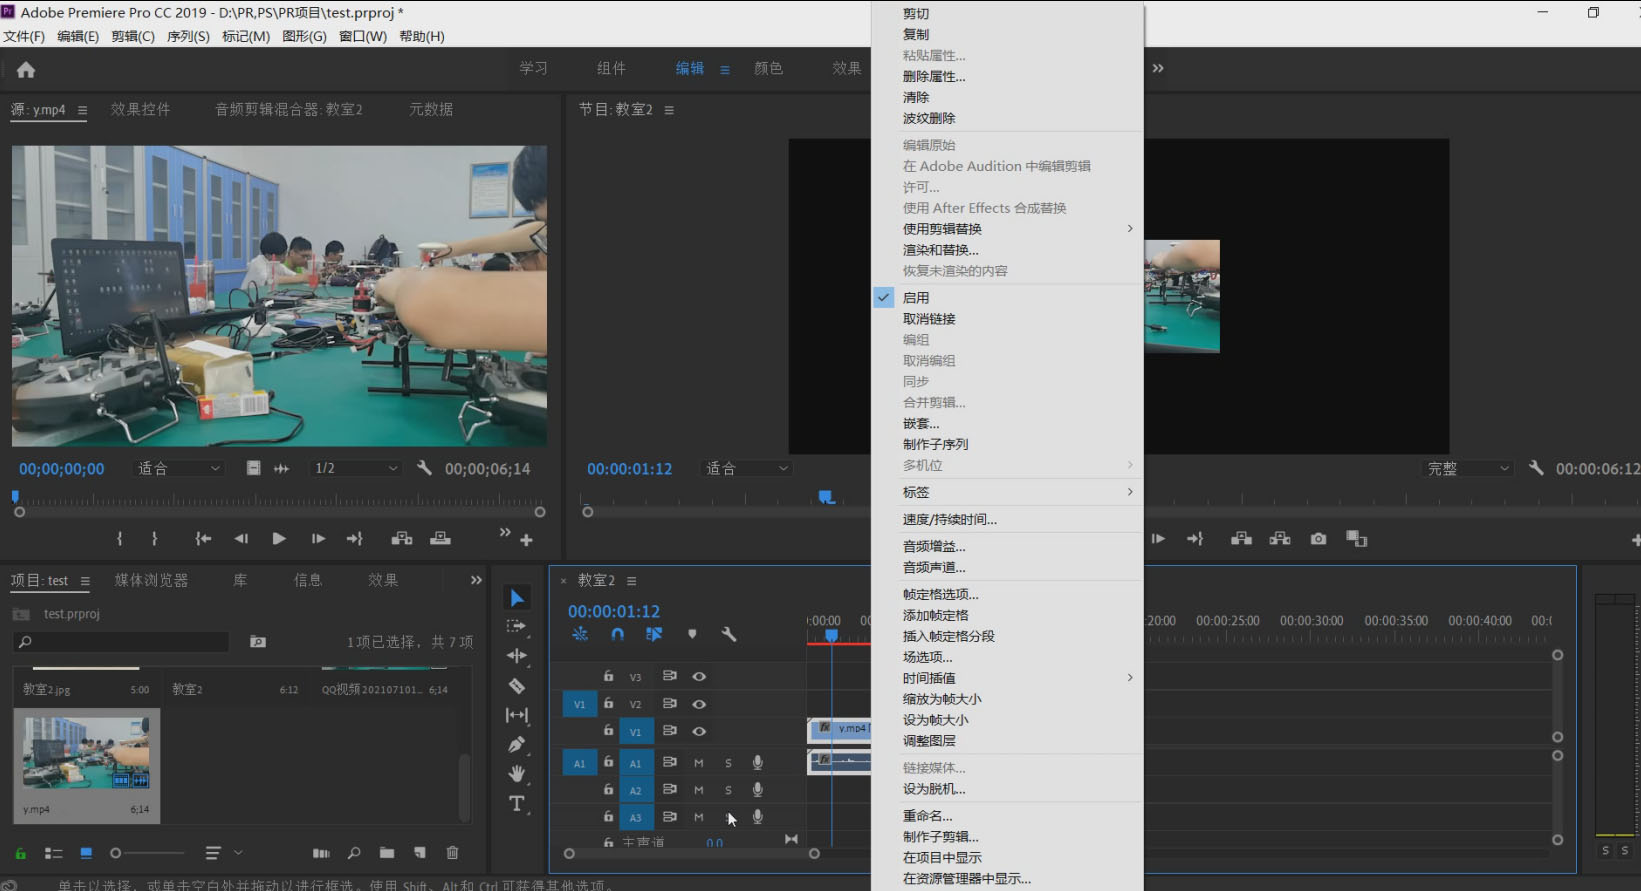 Adobe Premiere Pro CC 2019 - D:\PR,PS\PR项目\test.prproj *
文件(F) 编辑(E) 剪辑(C) 序列(S) 标记(M) 图形(G) 窗口(W) 帮助(H)
学习 组件 编辑 颜色 效果
源: y.mp4 效果控件 音频剪辑混合器: 教室2 元数据
节目: 教室2
00;00;00;00 适合 1/2 00;00;06;14
00:00:01:12 适合 完整 00:00:06:12
项目: test 媒体浏览器 库 信息 效果
test.prproj
1项已选择，共 7 项
教室2.jpg 5:00 教室2 6:12 QQ视频202107101... 6;14
y.mp4 6;14
教室2
00:00:01:12
:00:00 00 :20:00 00:00:25:00 00:00:30:00 00:00:35:00 00:00:40:00 00:(
V3
V1 V2
V1
fx y.mp4
A1 A1 M S
fx
A2 M S
A3 M S
主声道 0.0
S S
单击以选择，或单击空白处并拖动以进行框选。使用 Shift、Alt 和 Ctrl 可获得其他选项。
剪切
复制
粘贴属性...
删除属性...
清除
波纹删除
编辑原始
在 Adobe Audition 中编辑剪辑
许可...
使用 After Effects 合成替换
使用剪辑替换
渲染和替换...
恢复未渲染的内容
启用
取消链接
编组
取消编组
同步
合并剪辑...
嵌套...
制作子序列
多机位
标签
速度/持续时间...
音频增益...
音频声道...
帧定格选项...
添加帧定格
插入帧定格分段
场选项...
时间插值
缩放为帧大小
设为帧大小
调整图层
链接媒体...
设为脱机...
重命名...
制作子剪辑...
在项目中显示
在资源管理器中显示...